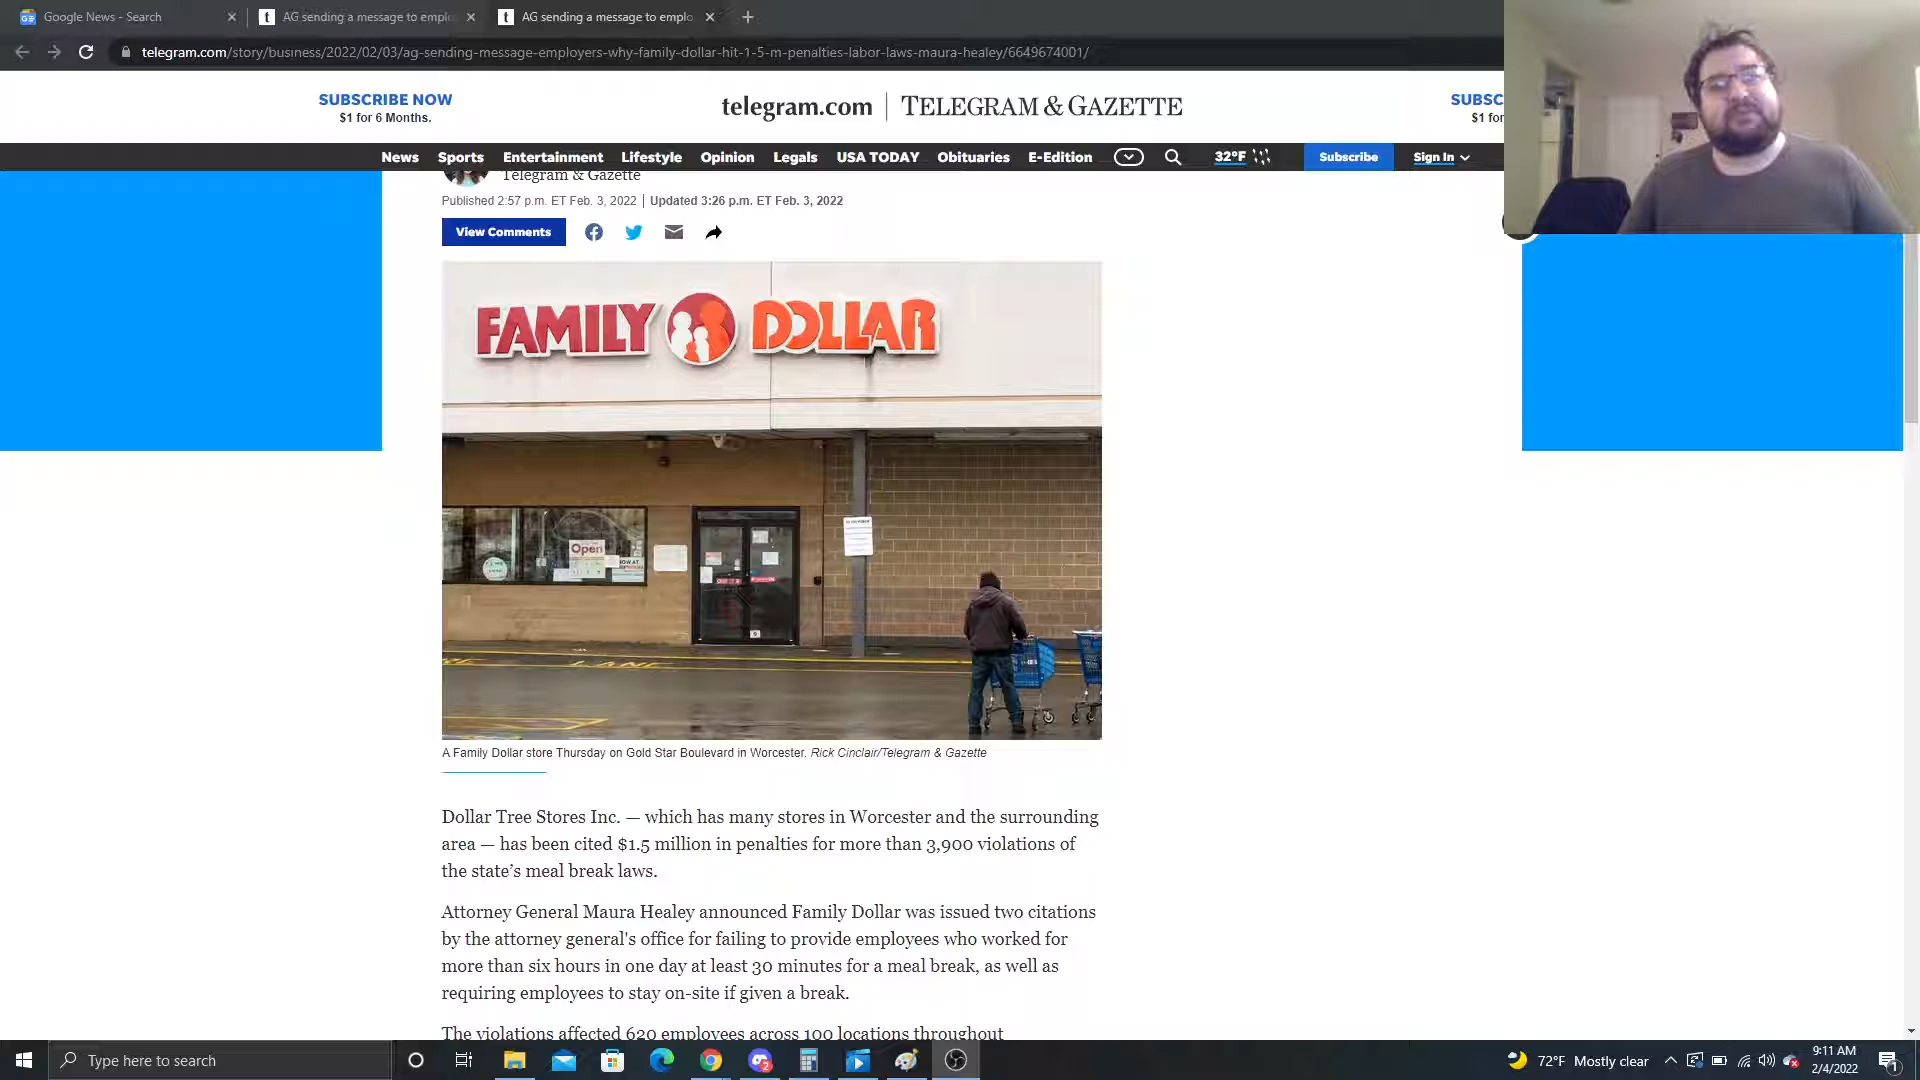 Google News - Search
AG sending a message to emplo
AG sending a message to emplo
telegram.com/story/business/2022/02/03/ag-sending-message-employers-why-family-dollar-hit-1-5-m-penalties-labor-laws-maura-healey/6649674001/
SUBSCRIBE NOW
$1 for 6 Months.
telegram.com | TELEGRAM & GAZETTE
SUBSC
$1 for
News Sports Entertainment Lifestyle Opinion Legals USA TODAY Obituaries E-Edition 32°F Subscribe Sign In
Telegram & Gazette
Published 2:57 p.m. ET Feb. 3, 2022 | Updated 3:26 p.m. ET Feb. 3, 2022
View Comments
FAMILY DOLLAR
Open
A Family Dollar store Thursday on Gold Star Boulevard in Worcester. Rick Cinclair/Telegram & Gazette
Dollar Tree Stores Inc. — which has many stores in Worcester and the surrounding
area — has been cited $1.5 million in penalties for more than 3,900 violations of
the state’s meal break laws.
Attorney General Maura Healey announced Family Dollar was issued two citations
by the attorney general's office for failing to provide employees who worked for
more than six hours in one day at least 30 minutes for a meal break, as well as
requiring employees to stay on-site if given a break.
The violations affected 620 employees across 100 locations throughout
Type here to search
72°F Mostly clear
9:11 AM
2/4/2022